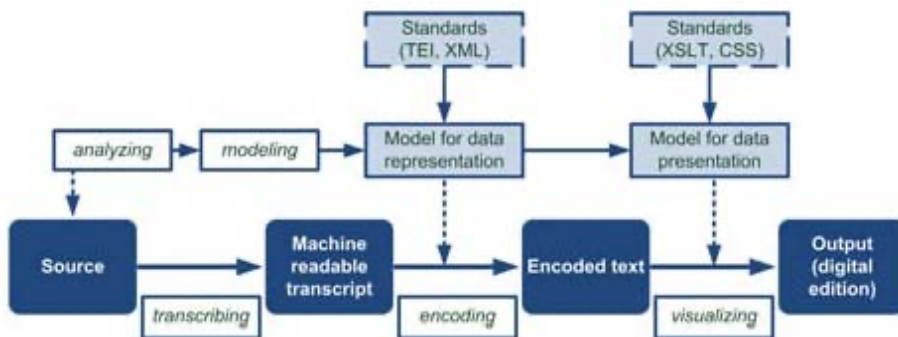 Standards
(TEI, XML)
Standards
(XSLT, CSS)
analyzing
modeling
Model for data
representation
Model for data
presentation
Source
Machine
readable
transcript
Encoded text
Output
(digital
edition)
transcribing
encoding
visualizing